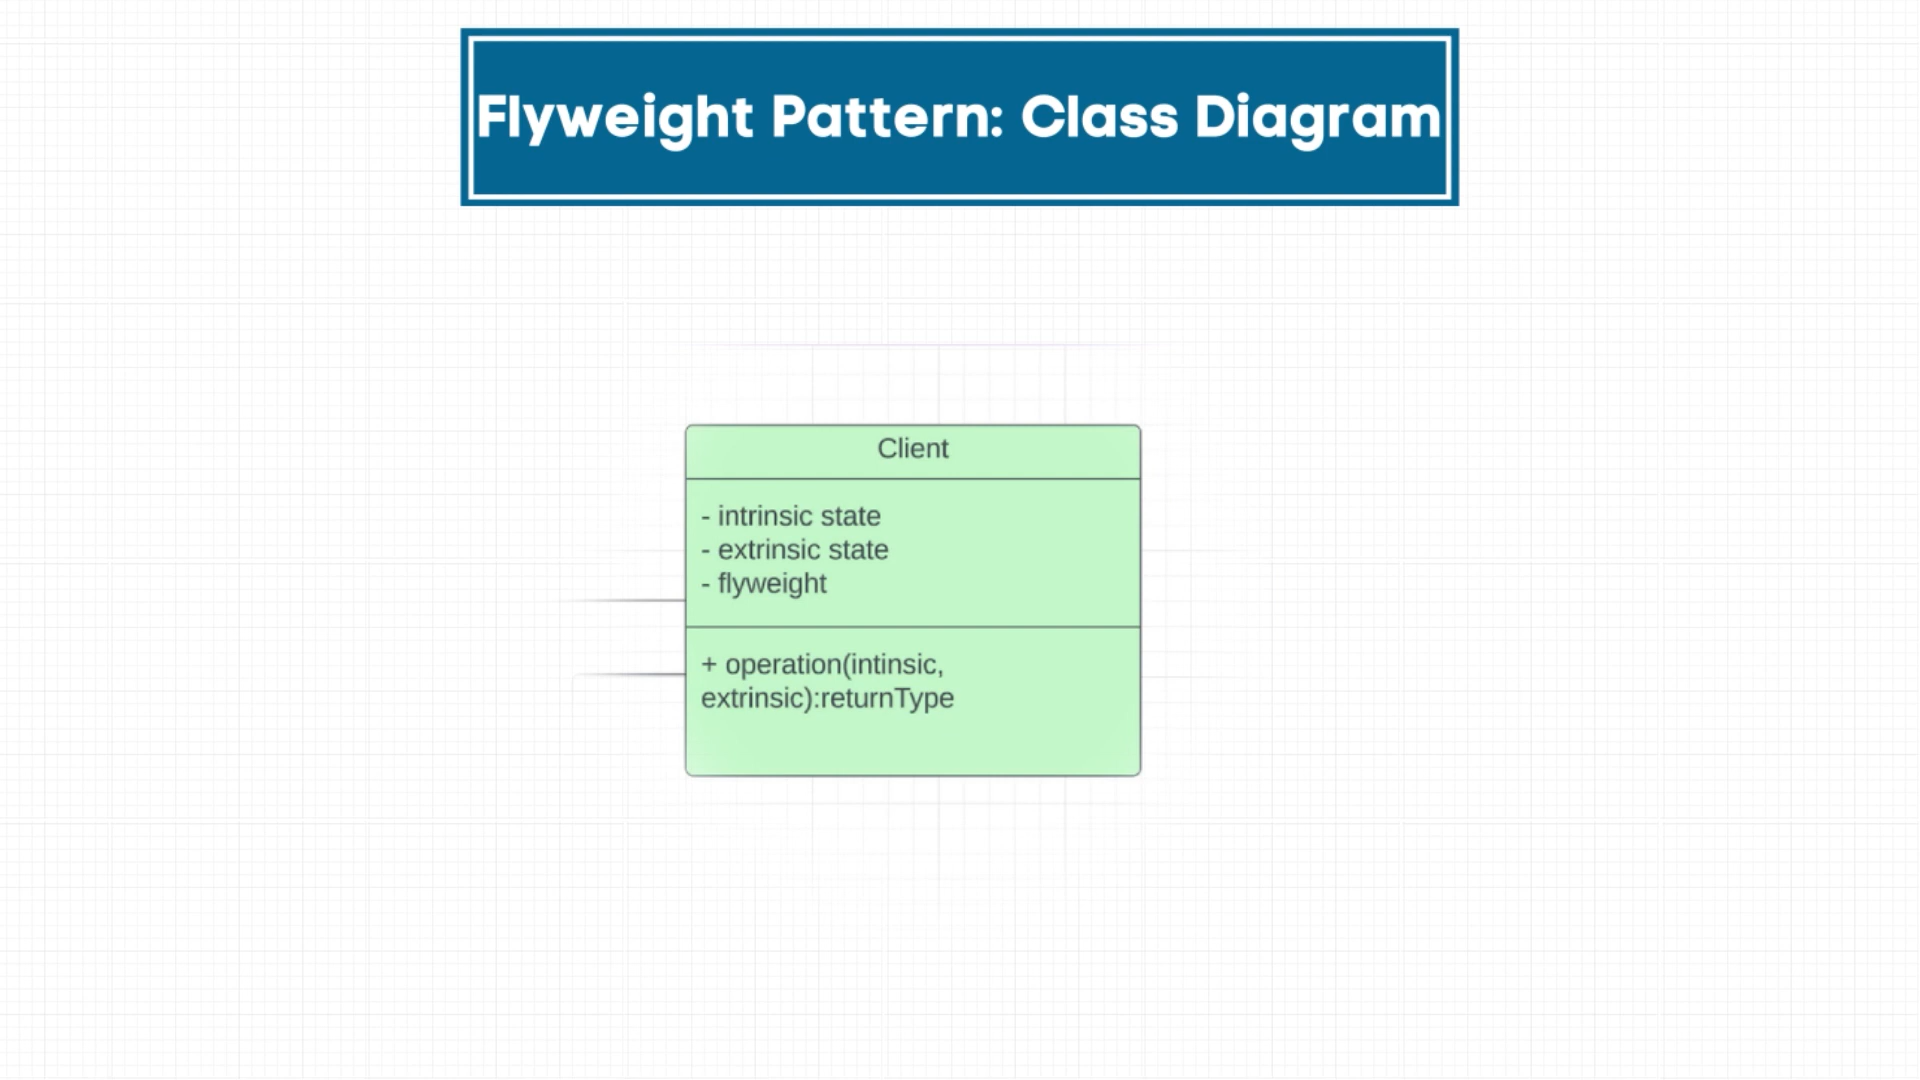 Flyweight Pattern: Class Diagram
Client
- intrinsic state
- extrinsic state
- flyweight
+ operation(intinsic,
extrinsic):returnType